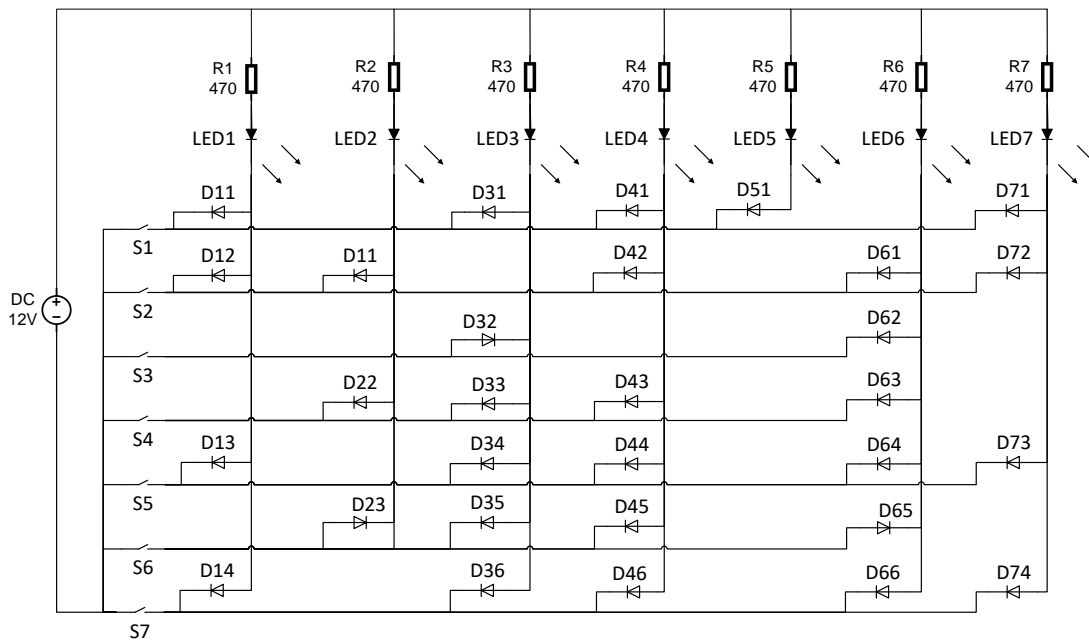 R1
470
R2
470
R3
470
R4
470
R5
470
R6
470
R7
470
LED1
LED2
LED3
LED4
LED5
LED6
LED7
D11
D31
D41
D51
D71
S1
D12
D11
D42
D61
D72
S2
DC
12V
D32
D62
S3
D22
D33
D43
D63
S4
D13
D34
D44
D64
D73
S5
D23
D35
D45
D65
S6
D14
D36
D46
D66
D74
S7